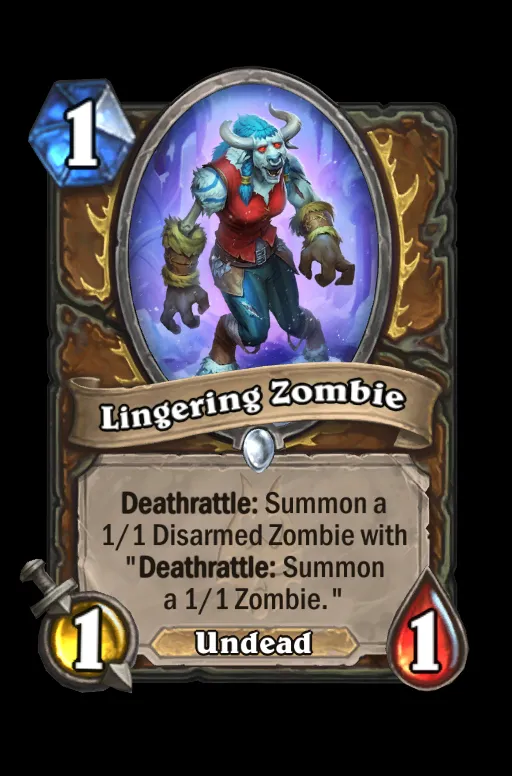 1
Lingering Zombie
Deathrattle: Summon a
1/1 Disarmed Zombie with
"Deathrattle: Summon
a 1/1 Zombie."
1
Undead
1